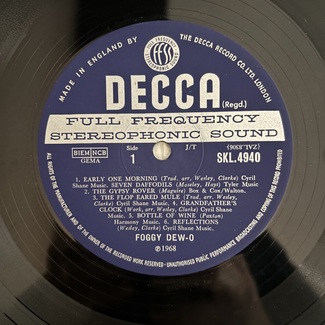 MADE IN ENGLAND BY
THE DECCA RECORD CO. LTD. LONDON
FULL FREQUENCY STEREOPHONIC SOUND
ffss
DECCA
(Regd.)
FULL FREQUENCY
STEREOPHONIC SOUND
BIEM NCB
GEMA
Side
1
J/T
SKL.4940
1. EARLY ONE MORNING (Trad. arr. Wesley, Clarke) Cyril
Shane Music, SEVEN DAFFODILS (Moseley, Hays) Tyler Music
2. THE GYPSY ROVER (Maguire) Box & Cox/Walton,
3. THE FLOP EARED MULE (Trad. arr. Wesley, Clarke)
Cyril Shane Music, 4. GRANDFATHER'S
CLOCK (Work, arr. Wesley, Clarke) Cyril
Shane Music; 5. BOTTLE OF WINE (Paxton)
Harmony Music. 6. REFLECTIONS
(Wesley, Clarke) Cyril Shane Music.
FOGGY DEW-O
℗1968
ALL RIGHTS OF THE MANUFACTURER AND OF THE OWNER OF THE RECORDED WORK RESERVED · UNAUTHORISED PUBLIC PERFORMANCE, BROADCASTING AND COPYING OF THIS RECORD PROHIBITED